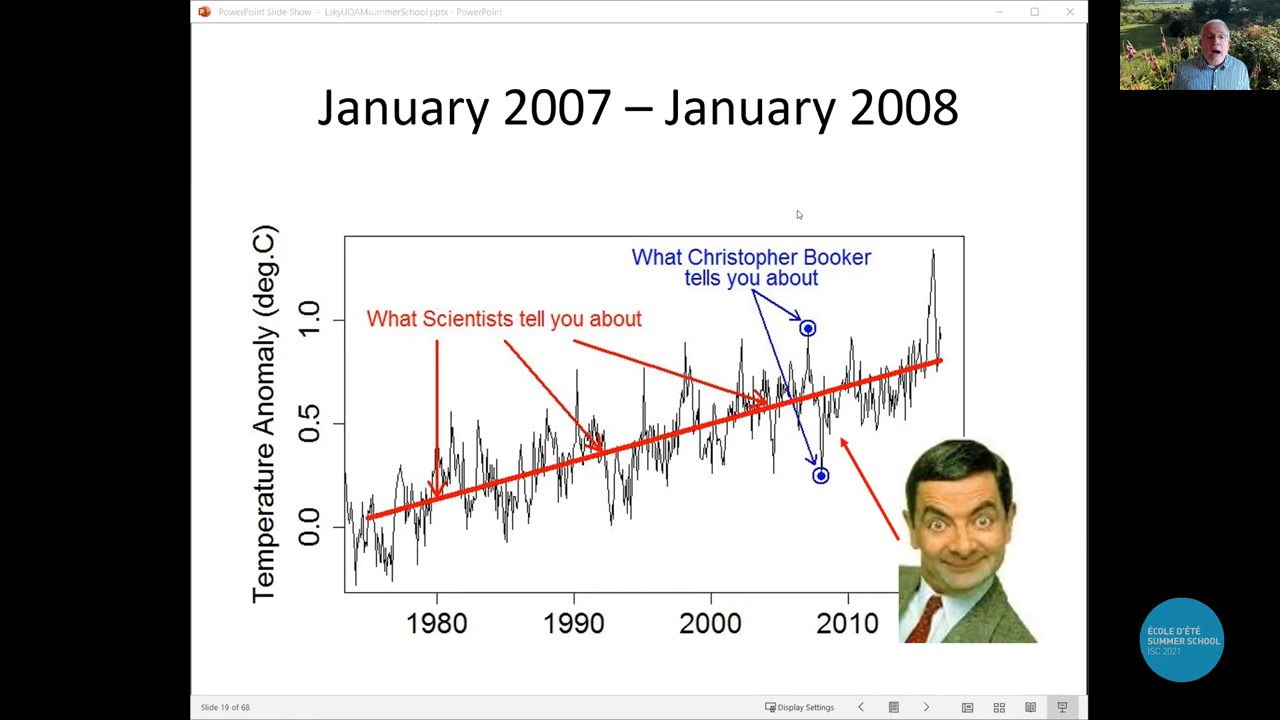 PowerPoint Slide Show - LskyUQAMsummerSchool.pptx - PowerPoint
January 2007 – January 2008
Temperature Anomaly (deg.C)
1.0
0.5
0.0
What Christopher Booker
tells you about
What Scientists tell you about
1980
1990
2000
2010
ÉCOLE D'ÉTÉ
SUMMER SCHOOL
ISC 2021
Slide 19 of 68
Display Settings